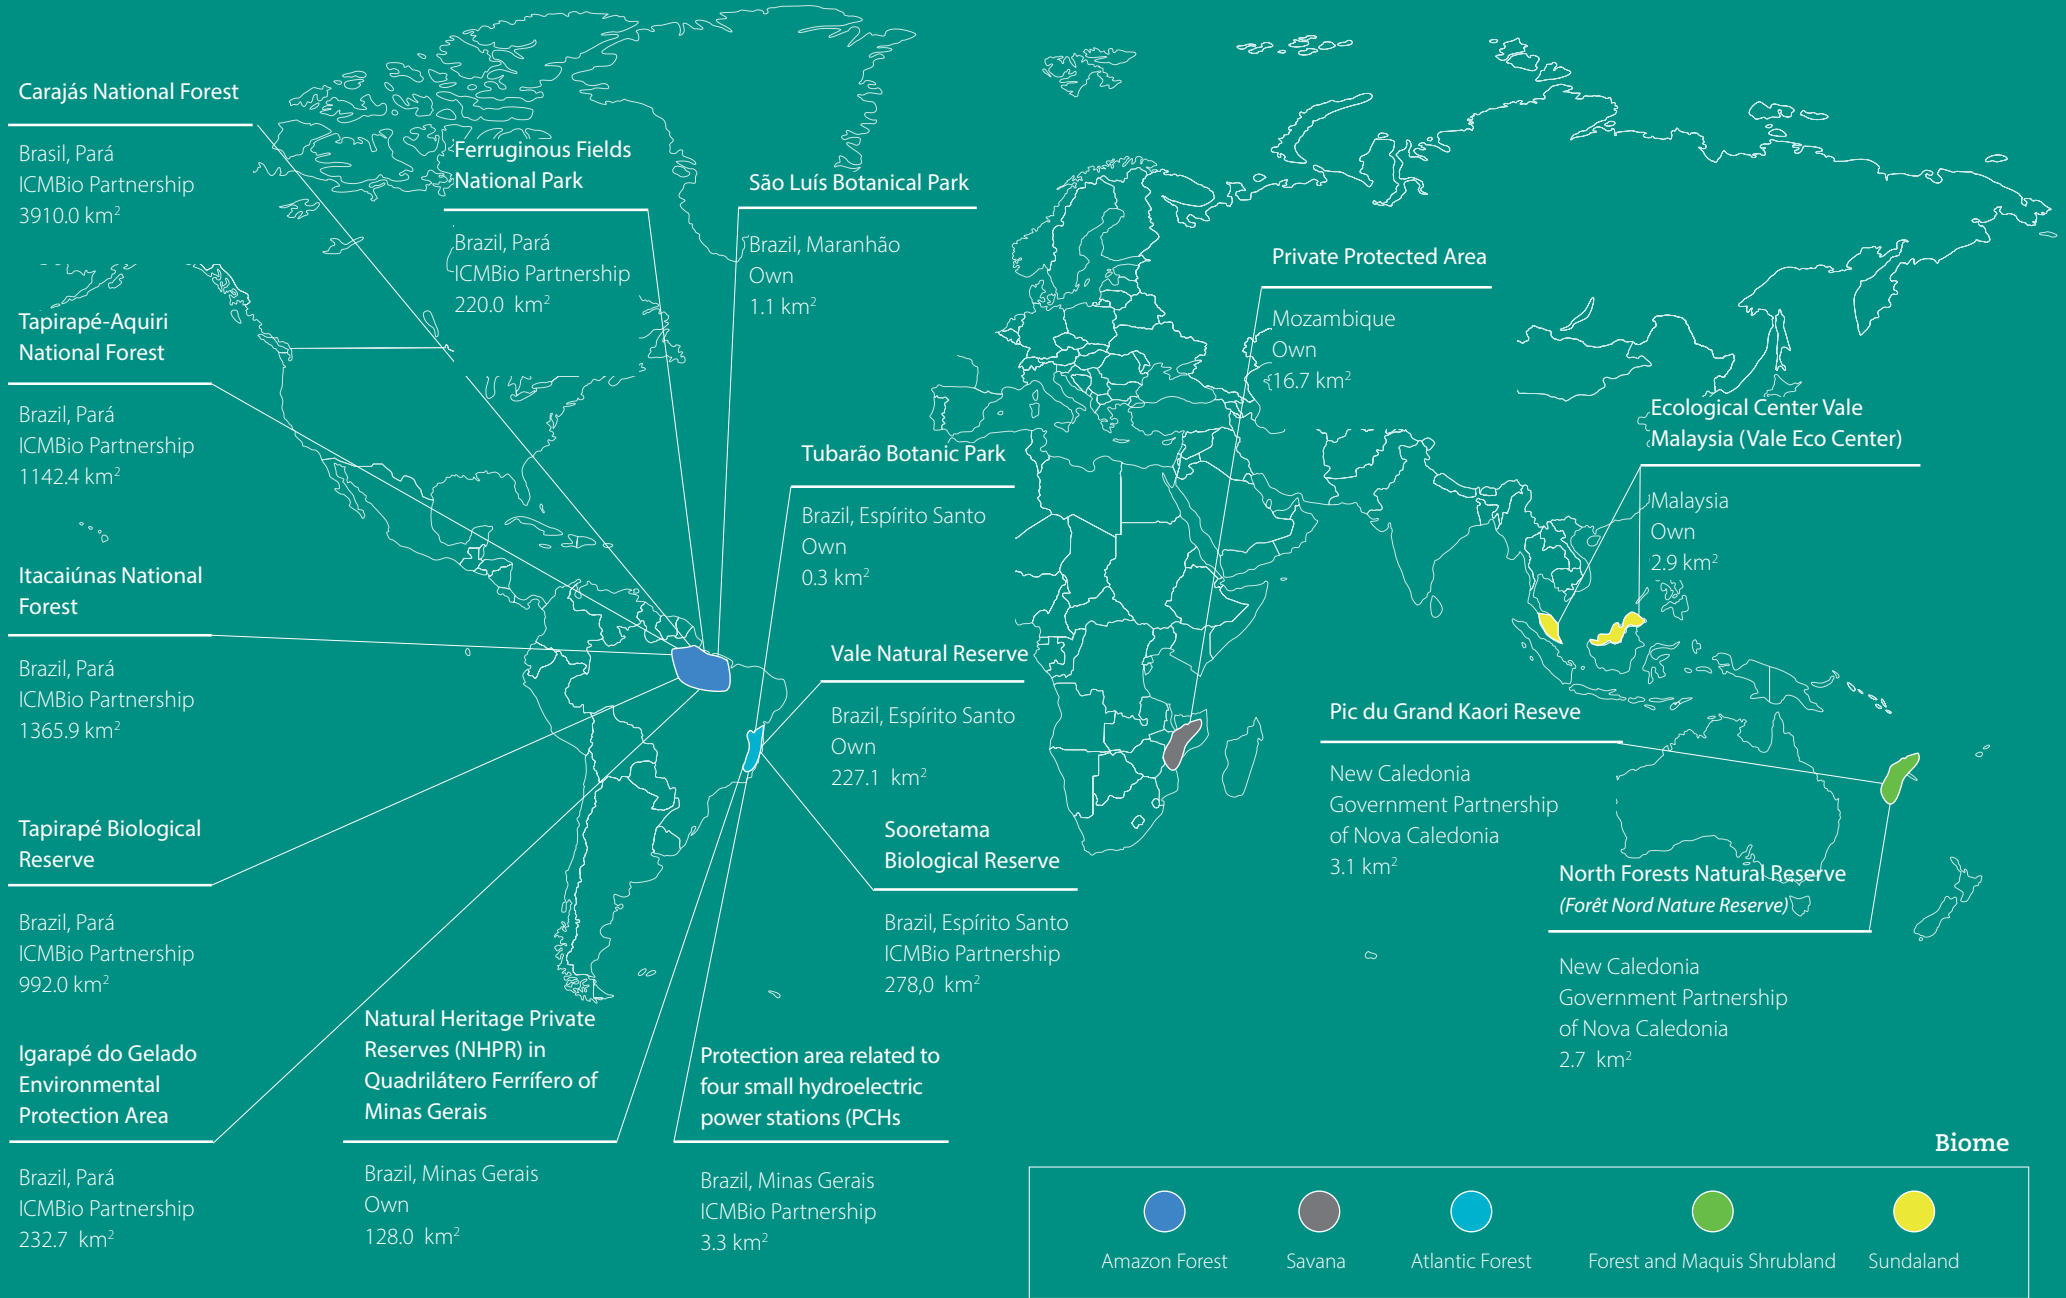 Carajás National Forest
Brasil, Pará
ICMBio Partnership
3910.0 km²
Ferruginous Fields
National Park
Brazil, Pará
ICMBio Partnership
220.0 km²
São Luís Botanical Park
Brazil, Maranhão
Own
1.1 km²
Private Protected Area
Mozambique
Own
16.7 km²
Tapirapé-Aquiri
National Forest
Brazil, Pará
ICMBio Partnership
1142.4 km²
Ecological Center Vale
Malaysia (Vale Eco Center)
Malaysia
Own
2.9 km²
Tubarão Botanic Park
Brazil, Espírito Santo
Own
0.3 km²
Itacaiúnas National
Forest
Brazil, Pará
ICMBio Partnership
1365.9 km²
Vale Natural Reserve
Brazil, Espírito Santo
Own
227.1 km²
Pic du Grand Kaori Reseve
New Caledonia
Government Partnership
of Nova Caledonia
3.1 km²
Tapirapé Biological
Reserve
Brazil, Pará
ICMBio Partnership
992.0 km²
Sooretama
Biological Reserve
Brazil, Espírito Santo
ICMBio Partnership
278,0 km²
North Forests Natural Reserve
(Forêt Nord Nature Reserve)
New Caledonia
Government Partnership
of Nova Caledonia
2.7 km²
Igarapé do Gelado
Environmental
Protection Area
Brazil, Pará
ICMBio Partnership
232.7 km²
Natural Heritage Private
Reserves (NHPR) in
Quadrilátero Ferrífero of
Minas Gerais
Brazil, Minas Gerais
Own
128.0 km²
Protection area related to
four small hydroelectric
power stations (PCHs
Brazil, Minas Gerais
ICMBio Partnership
3.3 km²
Biome
Amazon Forest
Savana
Atlantic Forest
Forest and Maquis Shrubland
Sundaland